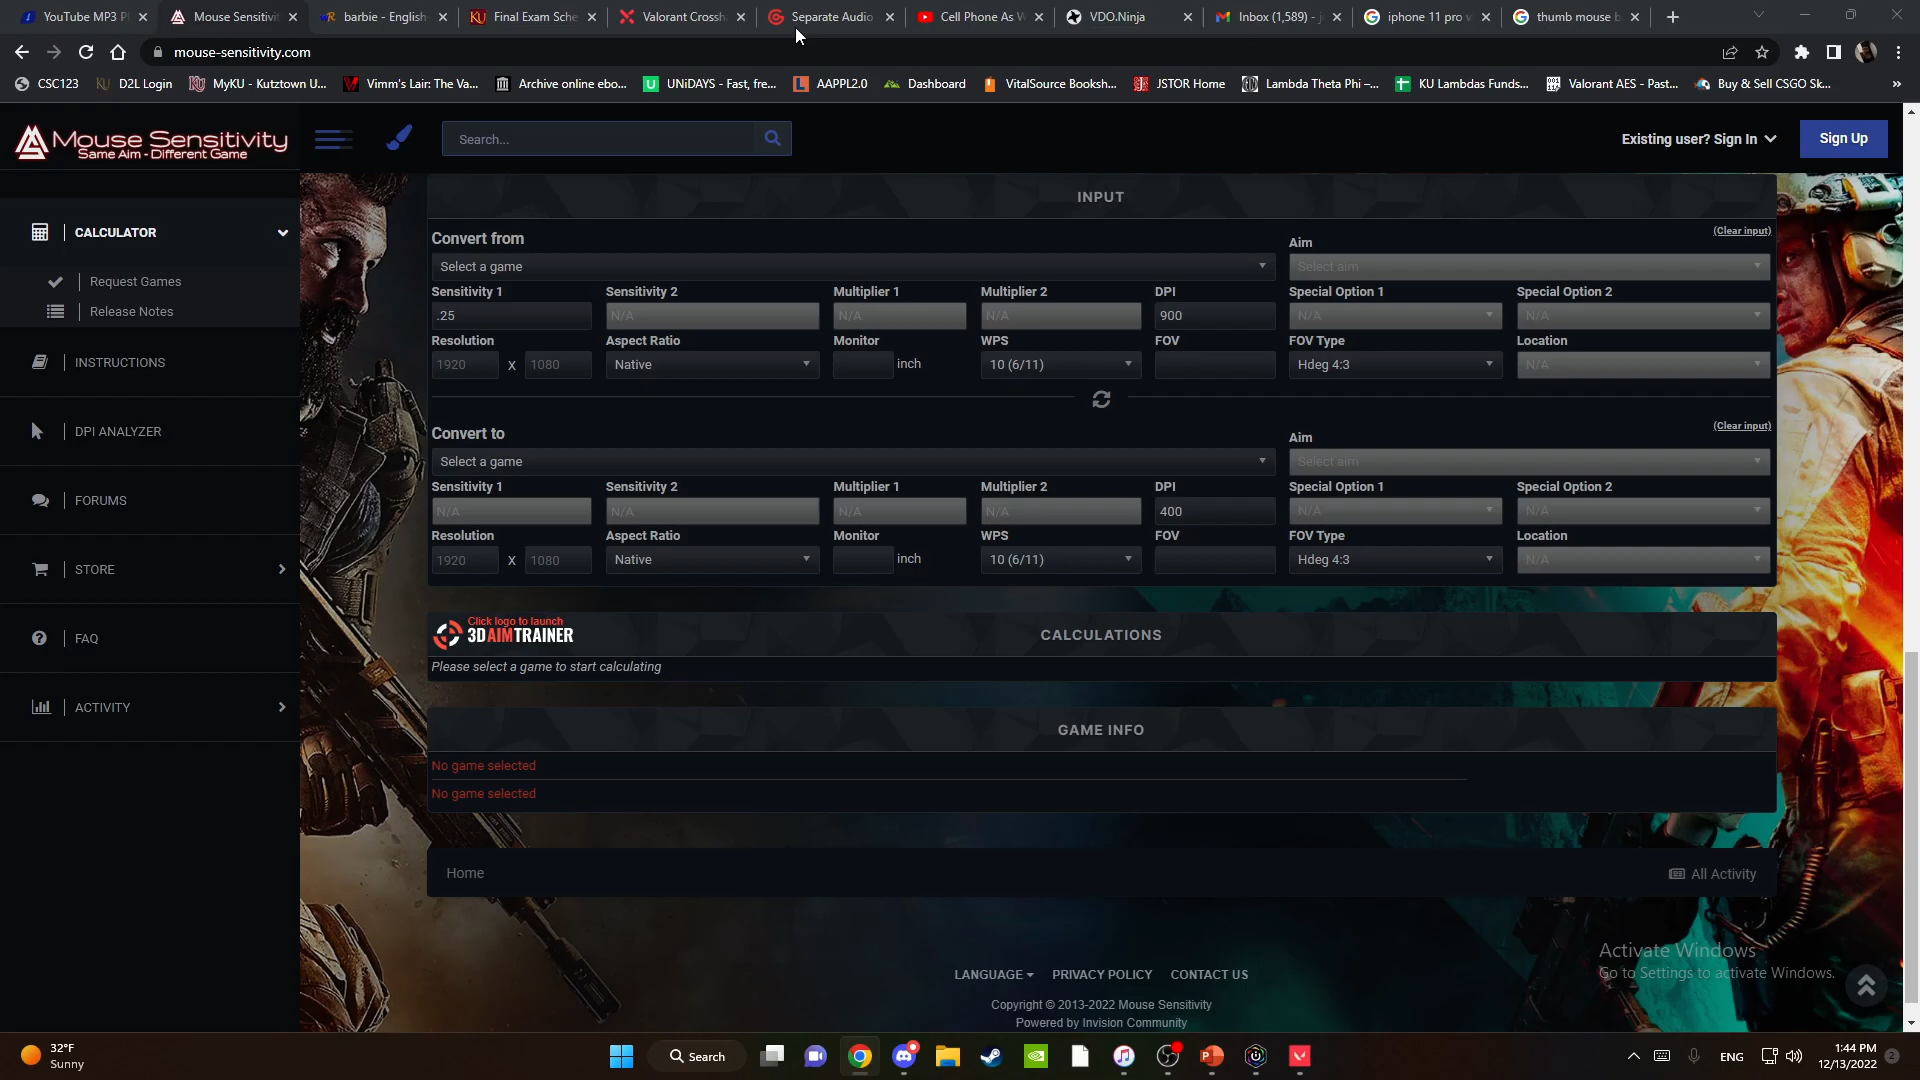 YouTube MP3 P
Mouse Sensitivi
barbie - English
Final Exam Sche
Valorant Crossh
Separate Audio
Cell Phone As W
VDO.Ninja
Inbox (1,589) - j
iphone 11 pro v
thumb mouse b
mouse-sensitivity.com
CSC123
D2L Login
MyKU - Kutztown U...
Vimm's Lair: The Va...
Archive online ebo...
UNiDAYS - Fast, fre...
AAPPL2.0
Dashboard
VitalSource Booksh...
JSTOR Home
Lambda Theta Phi –...
KU Lambdas Funds...
Valorant AES - Past...
Buy & Sell CSGO Sk...
»
Mouse Sensitivity
Same Aim - Different Game
Search...
Existing user? Sign In
Sign Up
CALCULATOR
Request Games
Release Notes
INSTRUCTIONS
DPI ANALYZER
FORUMS
STORE
FAQ
ACTIVITY
INPUT
Convert from
Aim
(Clear input)
Select a game
Select aim
Sensitivity 1 Sensitivity 2 Multiplier 1 Multiplier 2 DPI Special Option 1 Special Option 2
.25 N/A N/A N/A 900 N/A N/A
Resolution Aspect Ratio Monitor WPS FOV FOV Type Location
1920 X 1080 Native inch 10 (6/11) Hdeg 4:3 N/A
Convert to
Aim
(Clear input)
Select a game
Select aim
Sensitivity 1 Sensitivity 2 Multiplier 1 Multiplier 2 DPI Special Option 1 Special Option 2
N/A N/A N/A N/A 400 N/A N/A
Resolution Aspect Ratio Monitor WPS FOV FOV Type Location
1920 X 1080 Native inch 10 (6/11) Hdeg 4:3 N/A
Click logo to launch
3DAIMTRAINER
CALCULATIONS
Please select a game to start calculating
GAME INFO
No game selected
No game selected
Home
All Activity
Activate Windows
Go to Settings to activate Windows.
LANGUAGE PRIVACY POLICY CONTACT US
Copyright © 2013-2022 Mouse Sensitivity
Powered by Invision Community
32°F
Sunny
Search
ENG
1:44 PM
12/13/2022
2